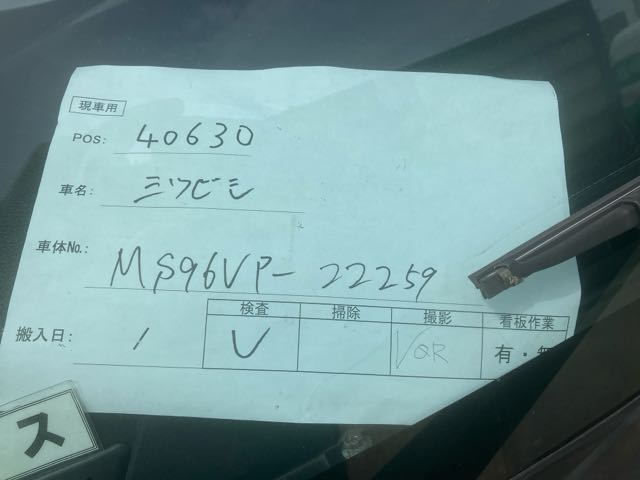 現車用
POS: 40630
車名: ミツビシ
車体No.: MS96VP-22259
検査 掃除 撮影 看板作業
搬入日: / V VQR 有・無
ス